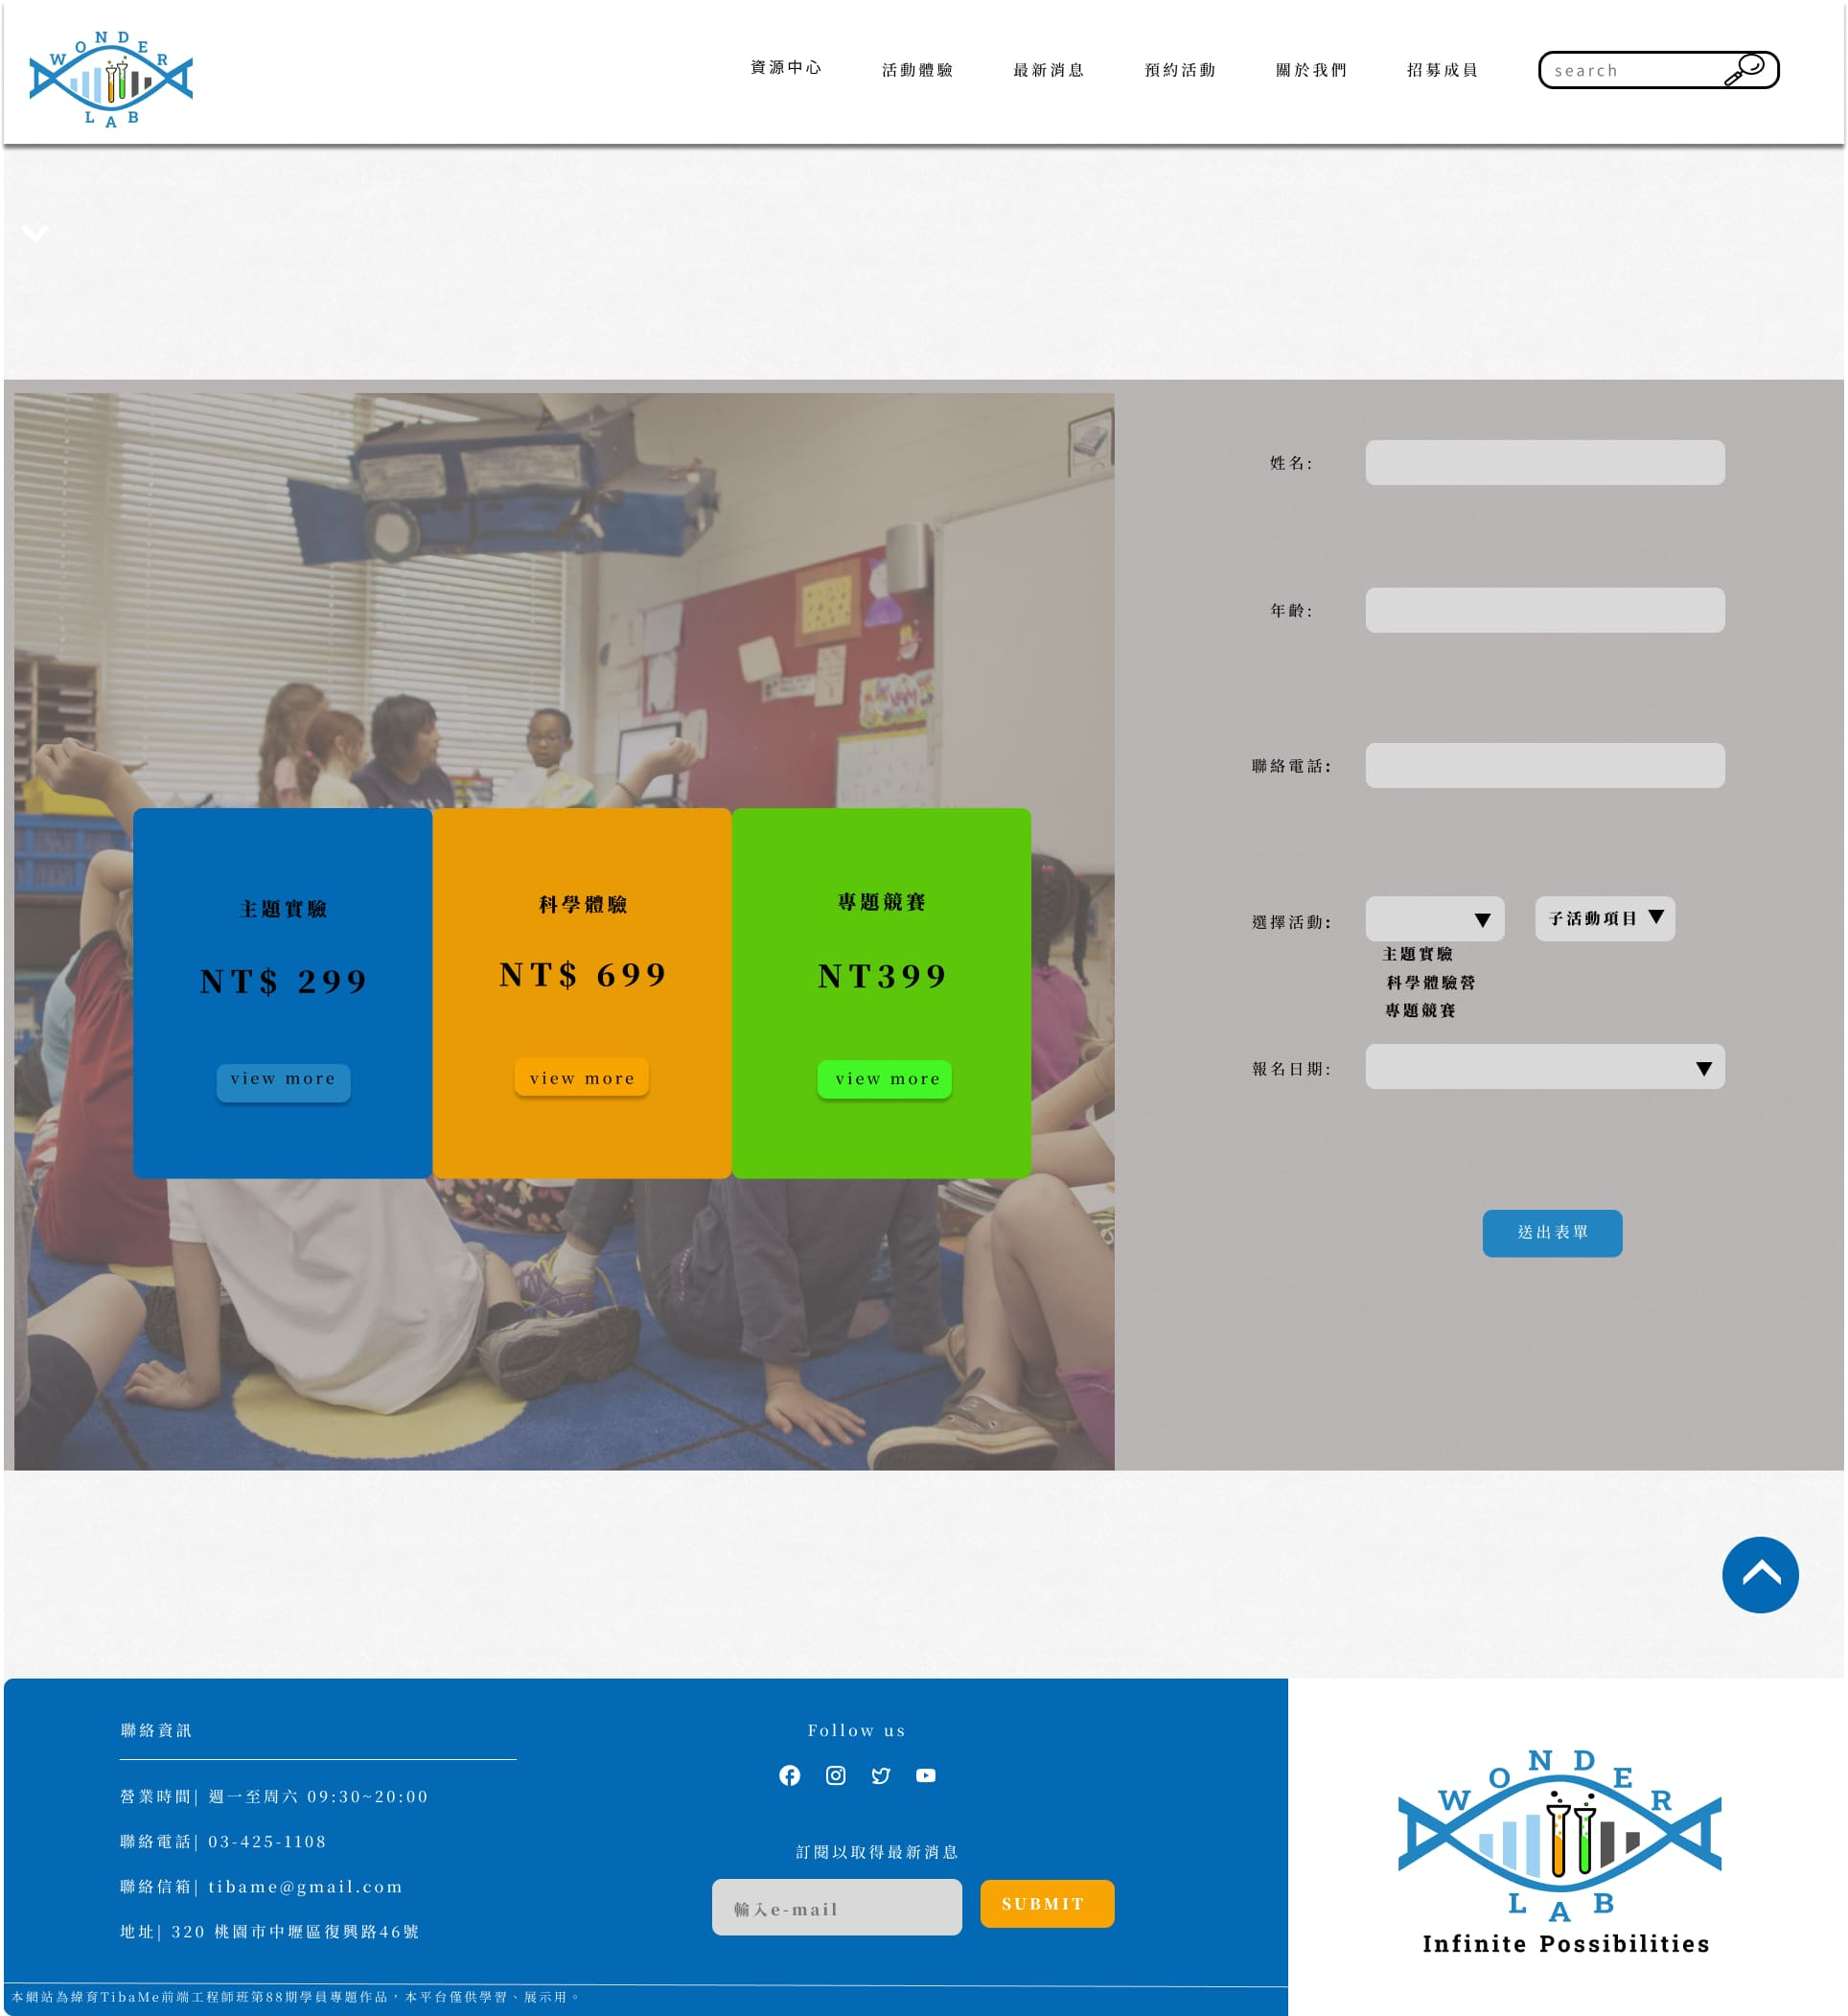 WONDER
LAB
資源中心 活動體驗 最新消息 預約活動 關於我們 招募成員 search
姓名:
年齡:
聯絡電話:
選擇活動: 子活動項目
主題實驗
科學體驗營
專題競賽
報名日期:
送出表單
主題實驗
NT$ 299
view more
科學體驗
NT$ 699
view more
專題競賽
NT399
view more
聯絡資訊
營業時間| 週一至周六 09:30~20:00
聯絡電話| 03-425-1108
聯絡信箱| tibame@gmail.com
地址| 320 桃園市中壢區復興路46號
Follow us
訂閱以取得最新消息
輸入e-mail
SUBMIT
WONDER
LAB
Infinite Possibilities
本網站為緯育TibaMe前端工程師班第88期學員專題作品，本平台僅供學習、展示用。